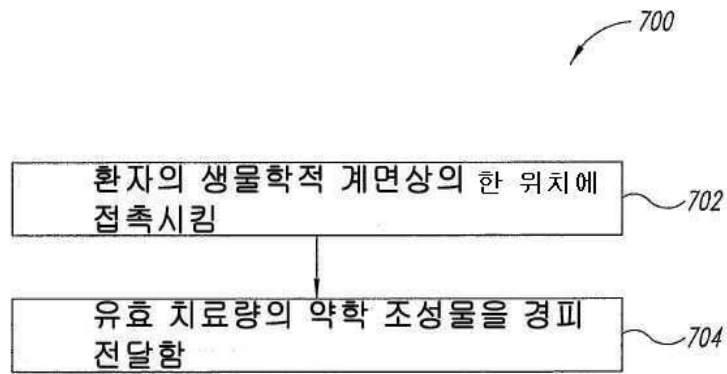 700
환자의 생물학적 계면상의 한 위치에
접촉시킴
702
유효 치료량의 약학 조성물을 경피
전달함
704